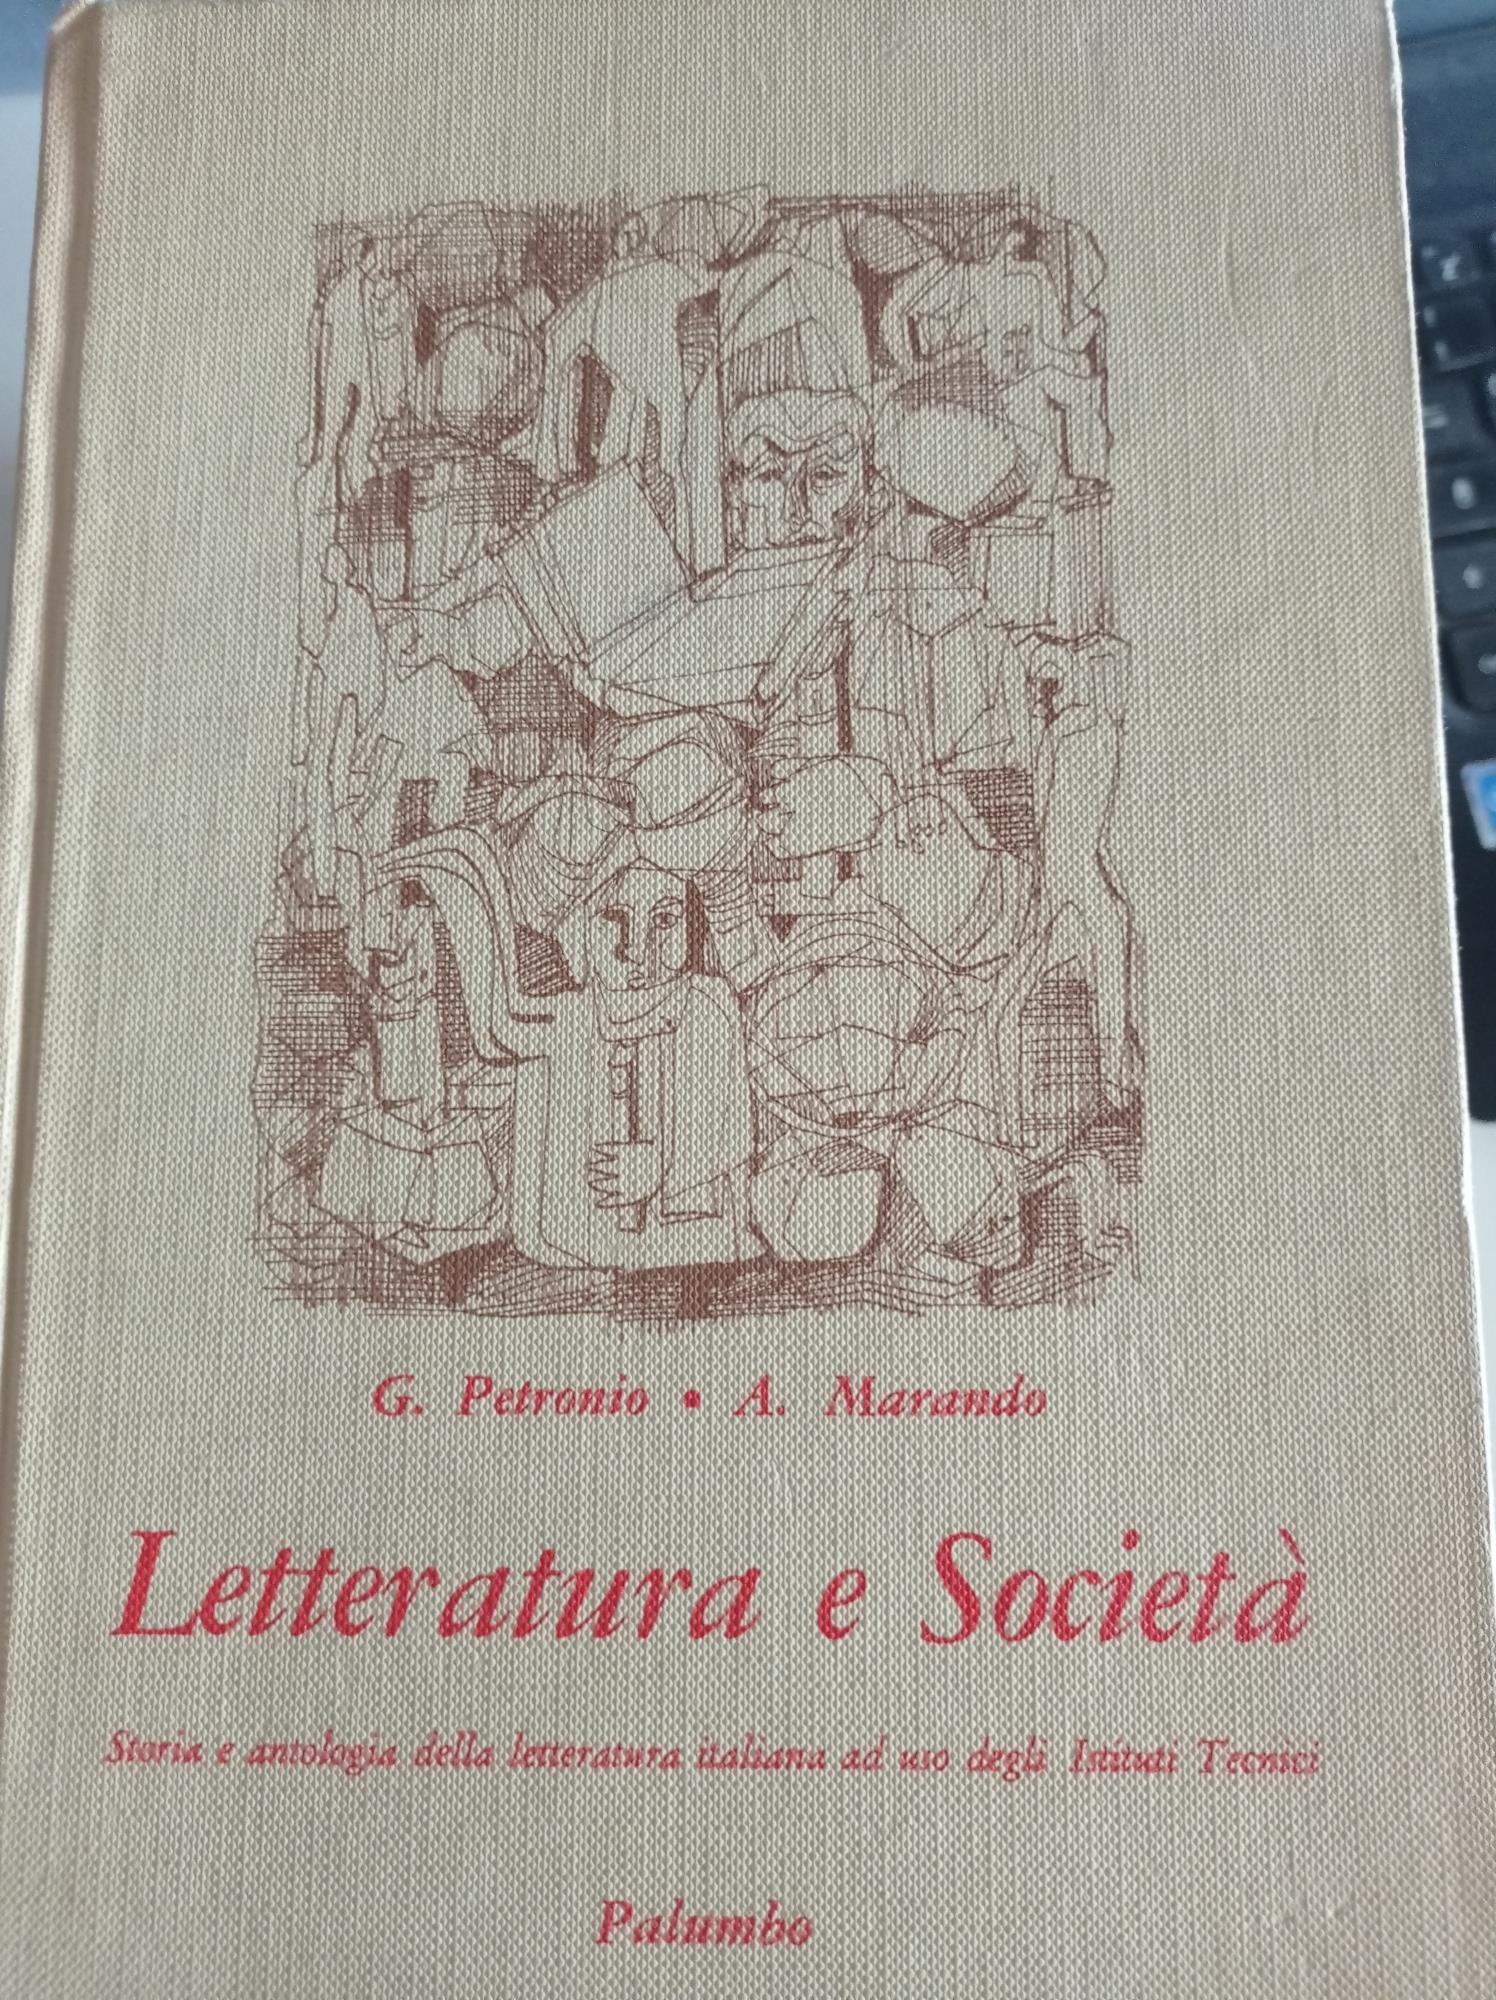 G. Petronio • A. Marando
Letteratura e Società
Storia e antologia della letteratura italiana ad uso degli Istituti Tecnici
Palumbo